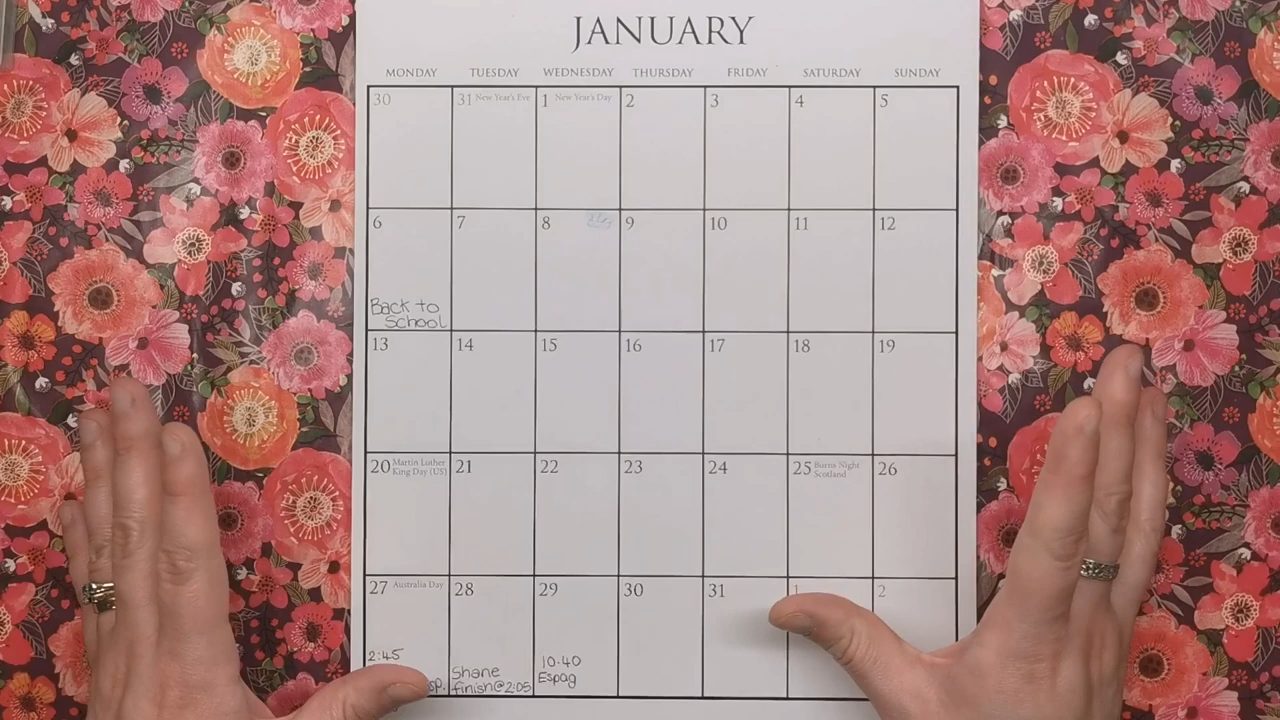 JANUARY
MONDAY TUESDAY WEDNESDAY THURSDAY FRIDAY SATURDAY SUNDAY
30 31 New Year's Eve 1 New Year's Day 2 3 4 5
6 7 8 9 10 11 12
Back to
School
13 14 15 16 17 18 19
20 Martin Luther
King Day (US) 21 22 23 24 25 Burns Night
Scotland 26
27 Australia Day 28 29 30 31 1 2
2:45
Shane
finish@2:05
10.40
Espag